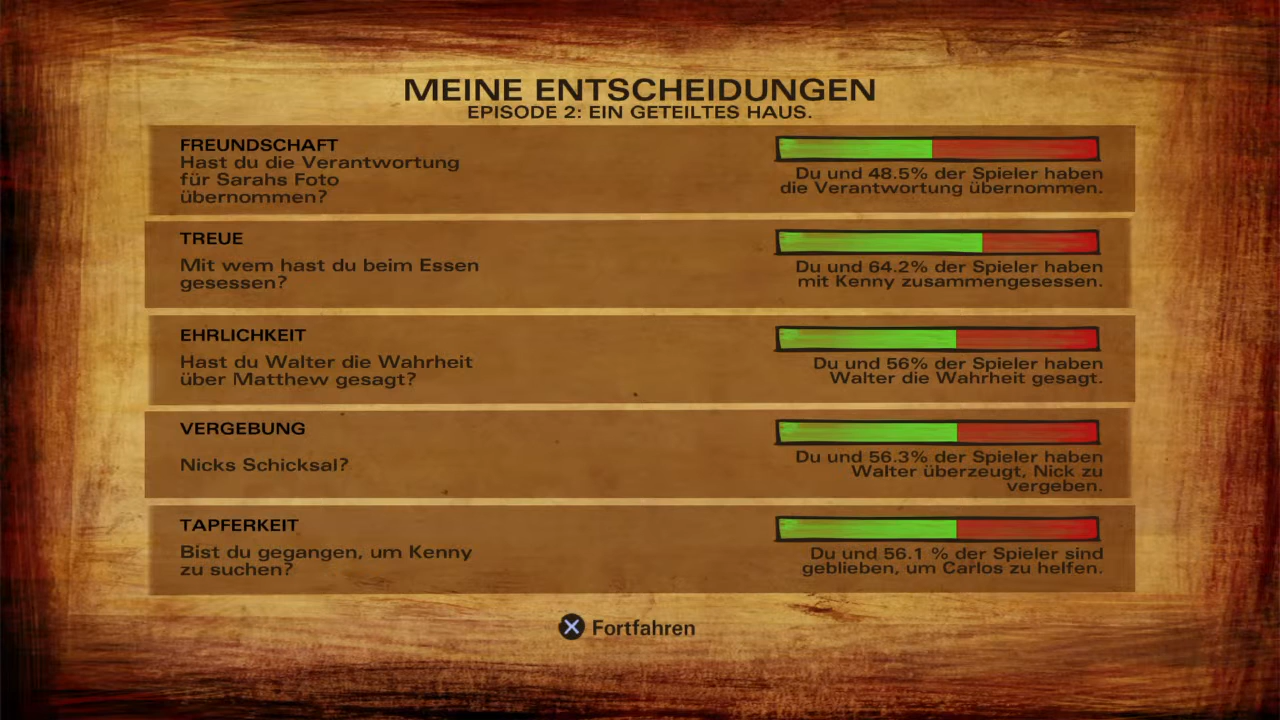 MEINE ENTSCHEIDUNGEN
EPISODE 2: EIN GETEILTES HAUS.
FREUNDSCHAFT
Hast du die Verantwortung
für Sarahs Foto
übernommen?
Du und 48.5% der Spieler haben
die Verantwortung übernommen.
TREUE
Mit wem hast du beim Essen
gesessen?
Du und 64.2% der Spieler haben
mit Kenny zusammengesessen.
EHRLICHKEIT
Hast du Walter die Wahrheit
über Matthew gesagt?
Du und 56% der Spieler haben
Walter die Wahrheit gesagt.
VERGEBUNG
Nicks Schicksal?
Du und 56.3% der Spieler haben
Walter überzeugt, Nick zu
vergeben.
TAPFERKEIT
Bist du gegangen, um Kenny
zu suchen?
Du und 56.1 % der Spieler sind
geblieben, um Carlos zu helfen.
Fortfahren